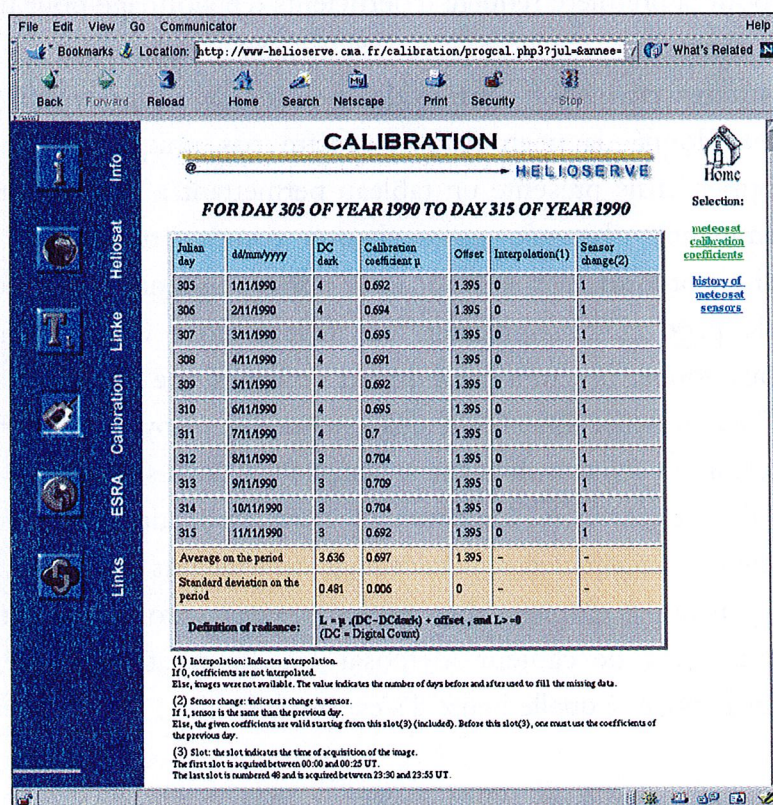 File Edit View Go Communicator Help
Bookmarks Location: http://www-helioserve.cma.fr/calibration/progcal.php3?jul=&annee= What's Related N
Back Forward Reload Home Search Netscape Print Security Stop
My
CALIBRATION
@ HELIOSERVE
FOR DAY 305 OF YEAR 1990 TO DAY 315 OF YEAR 1990
i Info
Heliosat
TL Linke
Calibration
ESRA
Links
Home
Selection:
meteosat
calibration
coefficients
history of
meteosat
sensors
Julian day dd/mm/yyyy DC dark Calibration coefficient µ Offset Interpolation(1) Sensor change(2)
305 1/11/1990 4 0.692 1.395 0 1
306 2/11/1990 4 0.694 1.395 0 1
307 3/11/1990 4 0.695 1.395 0 1
308 4/11/1990 4 0.691 1.395 0 1
309 5/11/1990 4 0.692 1.395 0 1
310 6/11/1990 4 0.695 1.395 0 1
311 7/11/1990 4 0.7 1.395 0 1
312 8/11/1990 3 0.704 1.395 0 1
313 9/11/1990 3 0.709 1.395 0 1
314 10/11/1990 3 0.704 1.395 0 1
315 11/11/1990 3 0.692 1.395 0 1
Average on the period 3.636 0.697 1.395 - -
Standard deviation on the period 0.481 0.006 0 - -
Definition of radiance: L = µ .(DC-DCdark) + offset , and L>=0
(DC = Digital Count)
(1) Interpolation: Indicates interpolation.
If 0, coefficients are not interpolated.
Else, images were not available. The value indicates the number of days before and after used to fill the missing data.
(2) Sensor change: indicates a change in sensor.
If 1, sensor is the same than the previous day.
Else, the given coefficients are valid starting from this slot(3) (included). Before this slot(3), one must use the coefficients of
the previous day.
(3) Slot: the slot indicates the time of acquisition of the image.
The first slot is acquired between 00:00 and 00:25 UT.
The last slot is numbered 48 and is acquired between 23:30 and 23:55 UT.